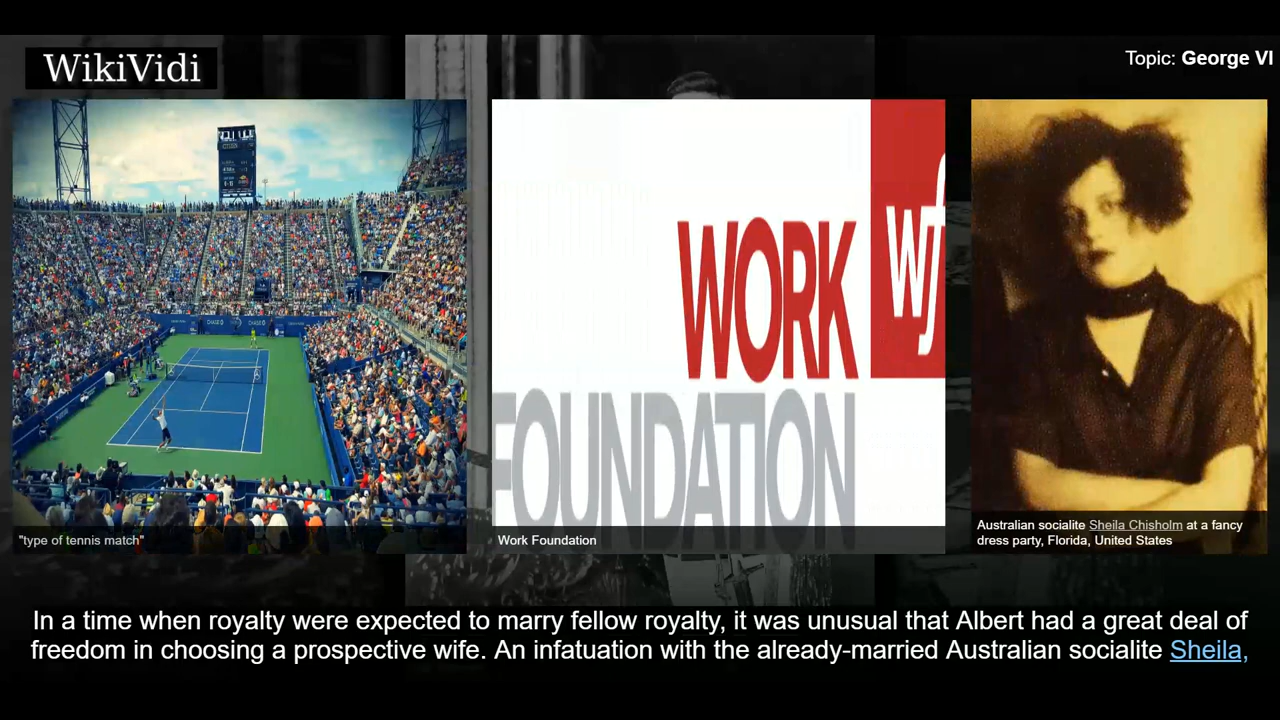 WikiVidi
Topic: George VI
CHASE
CHASE
WORK
wf
FOUNDATION
"type of tennis match"
Work Foundation
Australian socialite Sheila Chisholm at a fancy
dress party, Florida, United States
In a time when royalty were expected to marry fellow royalty, it was unusual that Albert had a great deal of
freedom in choosing a prospective wife. An infatuation with the already-married Australian socialite Sheila,